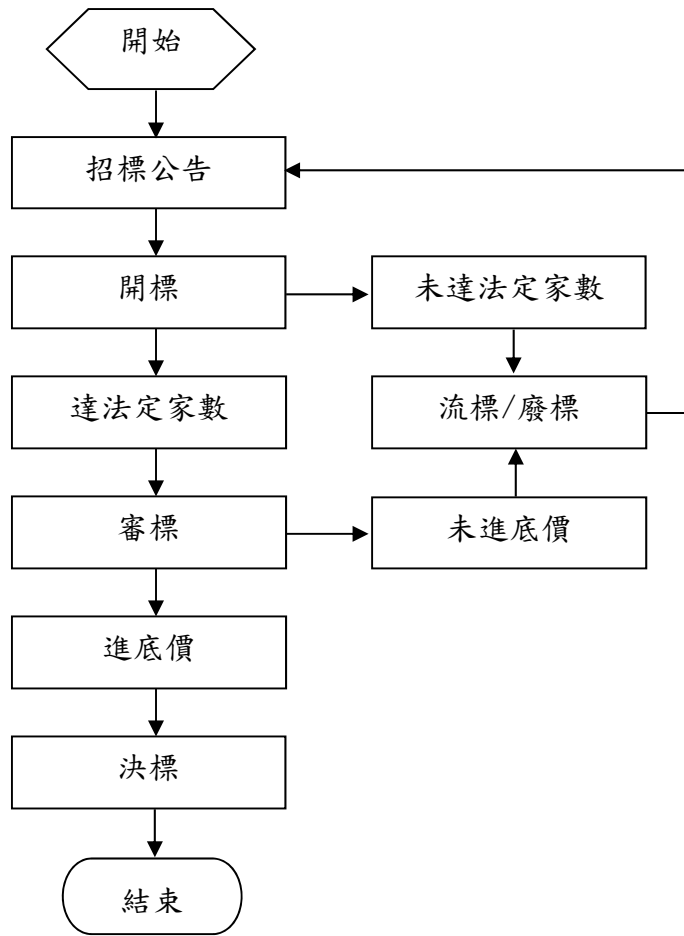 開始
招標公告
開標
未達法定家數
達法定家數
流標/廢標
審標
未進底價
進底價
決標
結束